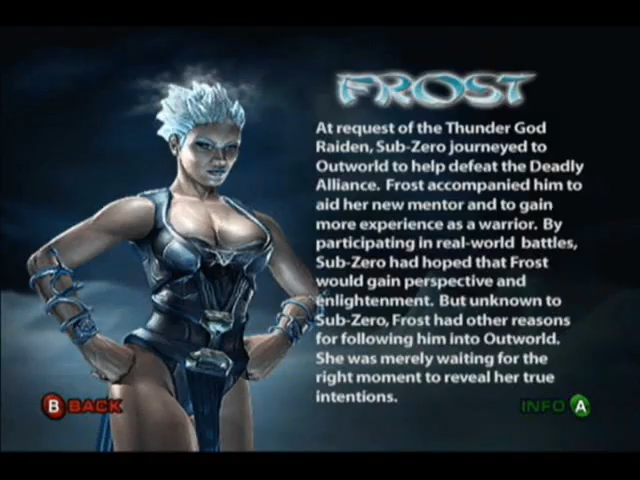 FROST
At request of the Thunder God
Raiden, Sub-Zero journeyed to
Outworld to help defeat the Deadly
Alliance. Frost accompanied him to
aid her new mentor and to gain
more experience as a warrior. By
participating in real-world battles,
Sub-Zero had hoped that Frost
would gain perspective and
enlightenment. But unknown to
Sub-Zero, Frost had other reasons
for following him into Outworld.
She was merely waiting for the
right moment to reveal her true
intentions.
B BACK
INFO A